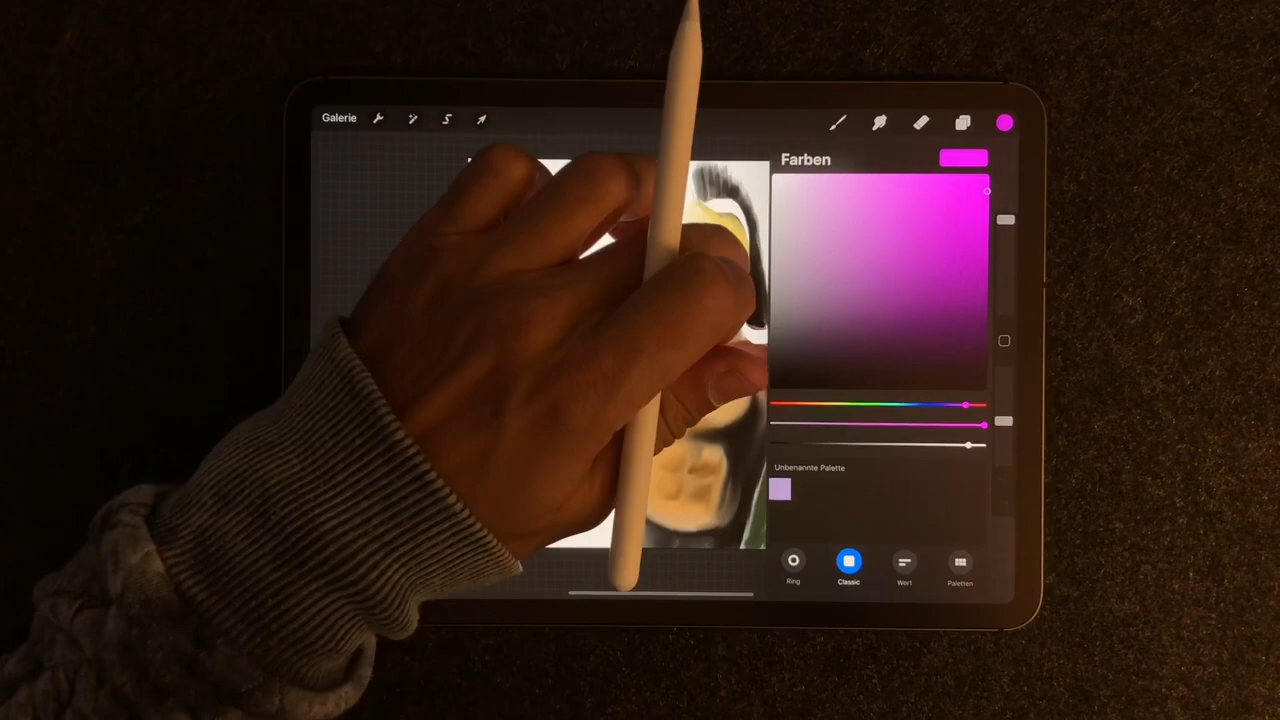 Galerie
Farben
Unbenannte Palette
Ring
Classic
Wert
Paletten